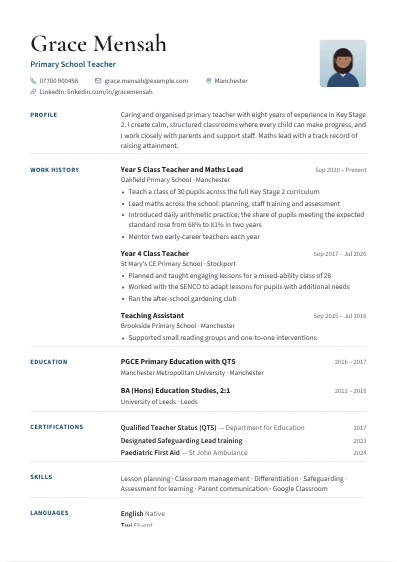 Grace Mensah
Primary School Teacher
07700 900456 grace.mensah@example.com Manchester
LinkedIn: linkedin.com/in/gracemensah
PROFILE
Caring and organised primary teacher with eight years of experience in Key Stage
2. I create calm, structured classrooms where every child can make progress, and
I work closely with parents and support staff. Maths lead with a track record of
raising attainment.
WORK HISTORY
Year 5 Class Teacher and Maths Lead Sep 2020 – Present
Oakfield Primary School · Manchester
• Teach a class of 30 pupils across the full Key Stage 2 curriculum
• Lead maths across the school: planning, staff training and assessment
• Introduced daily arithmetic practice; the share of pupils meeting the expected
standard rose from 68% to 81% in two years
• Mentor two early-career teachers each year
Year 4 Class Teacher Sep 2017 – Jul 2020
St Mary's CE Primary School · Stockport
• Planned and taught engaging lessons for a mixed-ability class of 28
• Worked with the SENCO to adapt lessons for pupils with additional needs
• Ran the after-school gardening club
Teaching Assistant Sep 2015 – Jul 2016
Brookside Primary School · Manchester
• Supported small reading groups and one-to-one interventions
EDUCATION
PGCE Primary Education with QTS 2016 – 2017
Manchester Metropolitan University · Manchester
BA (Hons) Education Studies, 2:1 2012 – 2015
University of Leeds · Leeds
CERTIFICATIONS
Qualified Teacher Status (QTS) — Department for Education 2017
Designated Safeguarding Lead training 2023
Paediatric First Aid — St John Ambulance 2024
SKILLS
Lesson planning · Classroom management · Differentiation · Safeguarding ·
Assessment for learning · Parent communication · Google Classroom
LANGUAGES
English Native
Twi Fluent